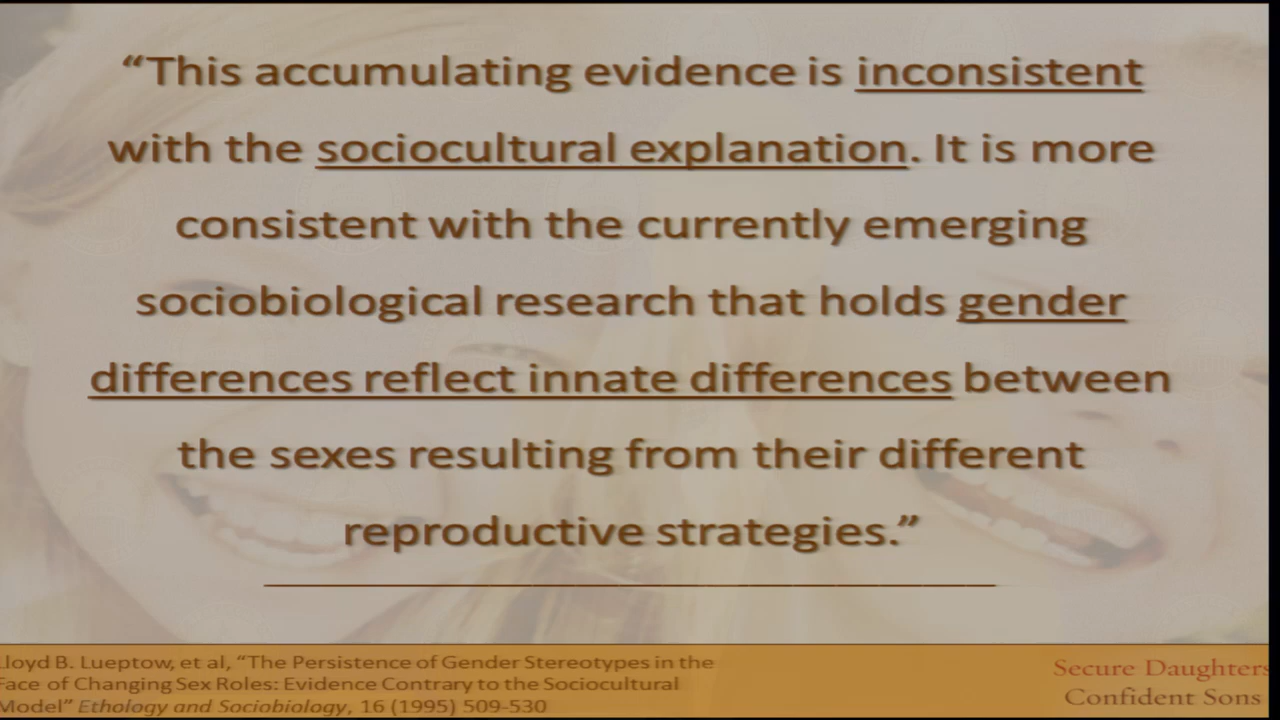 “This accumulating evidence is inconsistent
with the sociocultural explanation. It is more
consistent with the currently emerging
sociobiological research that holds gender
differences reflect innate differences between
the sexes resulting from their different
reproductive strategies.”
Lloyd B. Lueptow, et al, “The Persistence of Gender Stereotypes in the
Face of Changing Sex Roles: Evidence Contrary to the Sociocultural
Model” Ethology and Sociobiology, 16 (1995) 509-530
Secure Daughters
Confident Sons